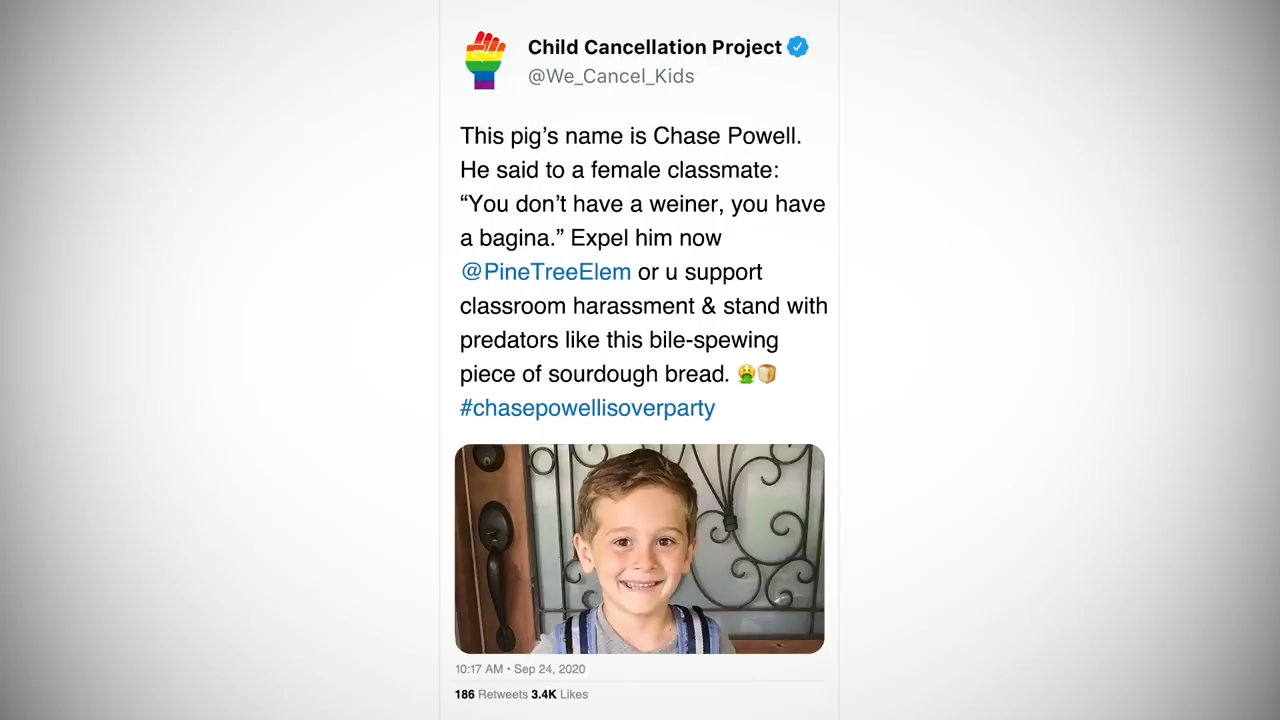 Child Cancellation Project
@We_Cancel_Kids
This pig’s name is Chase Powell.
He said to a female classmate:
“You don’t have a weiner, you have
a bagina.” Expel him now
@PineTreeElem or u support
classroom harassment & stand with
predators like this bile-spewing
piece of sourdough bread. 🤮🍞
#chasepowellisoverparty
10:17 AM • Sep 24, 2020
186 Retweets 3.4K Likes